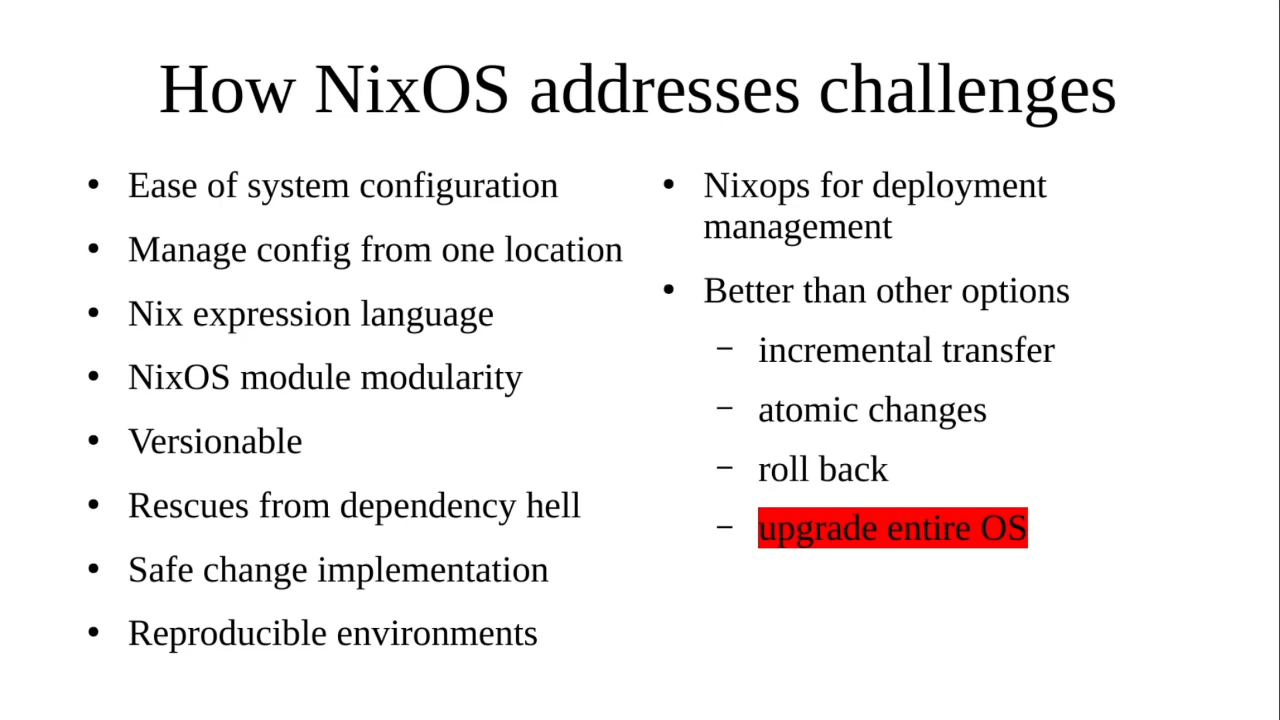 How NixOS addresses challenges
• Ease of system configuration
• Manage config from one location
• Nix expression language
• NixOS module modularity
• Versionable
• Rescues from dependency hell
• Safe change implementation
• Reproducible environments
• Nixops for deployment
management
• Better than other options
– incremental transfer
– atomic changes
– roll back
– upgrade entire OS